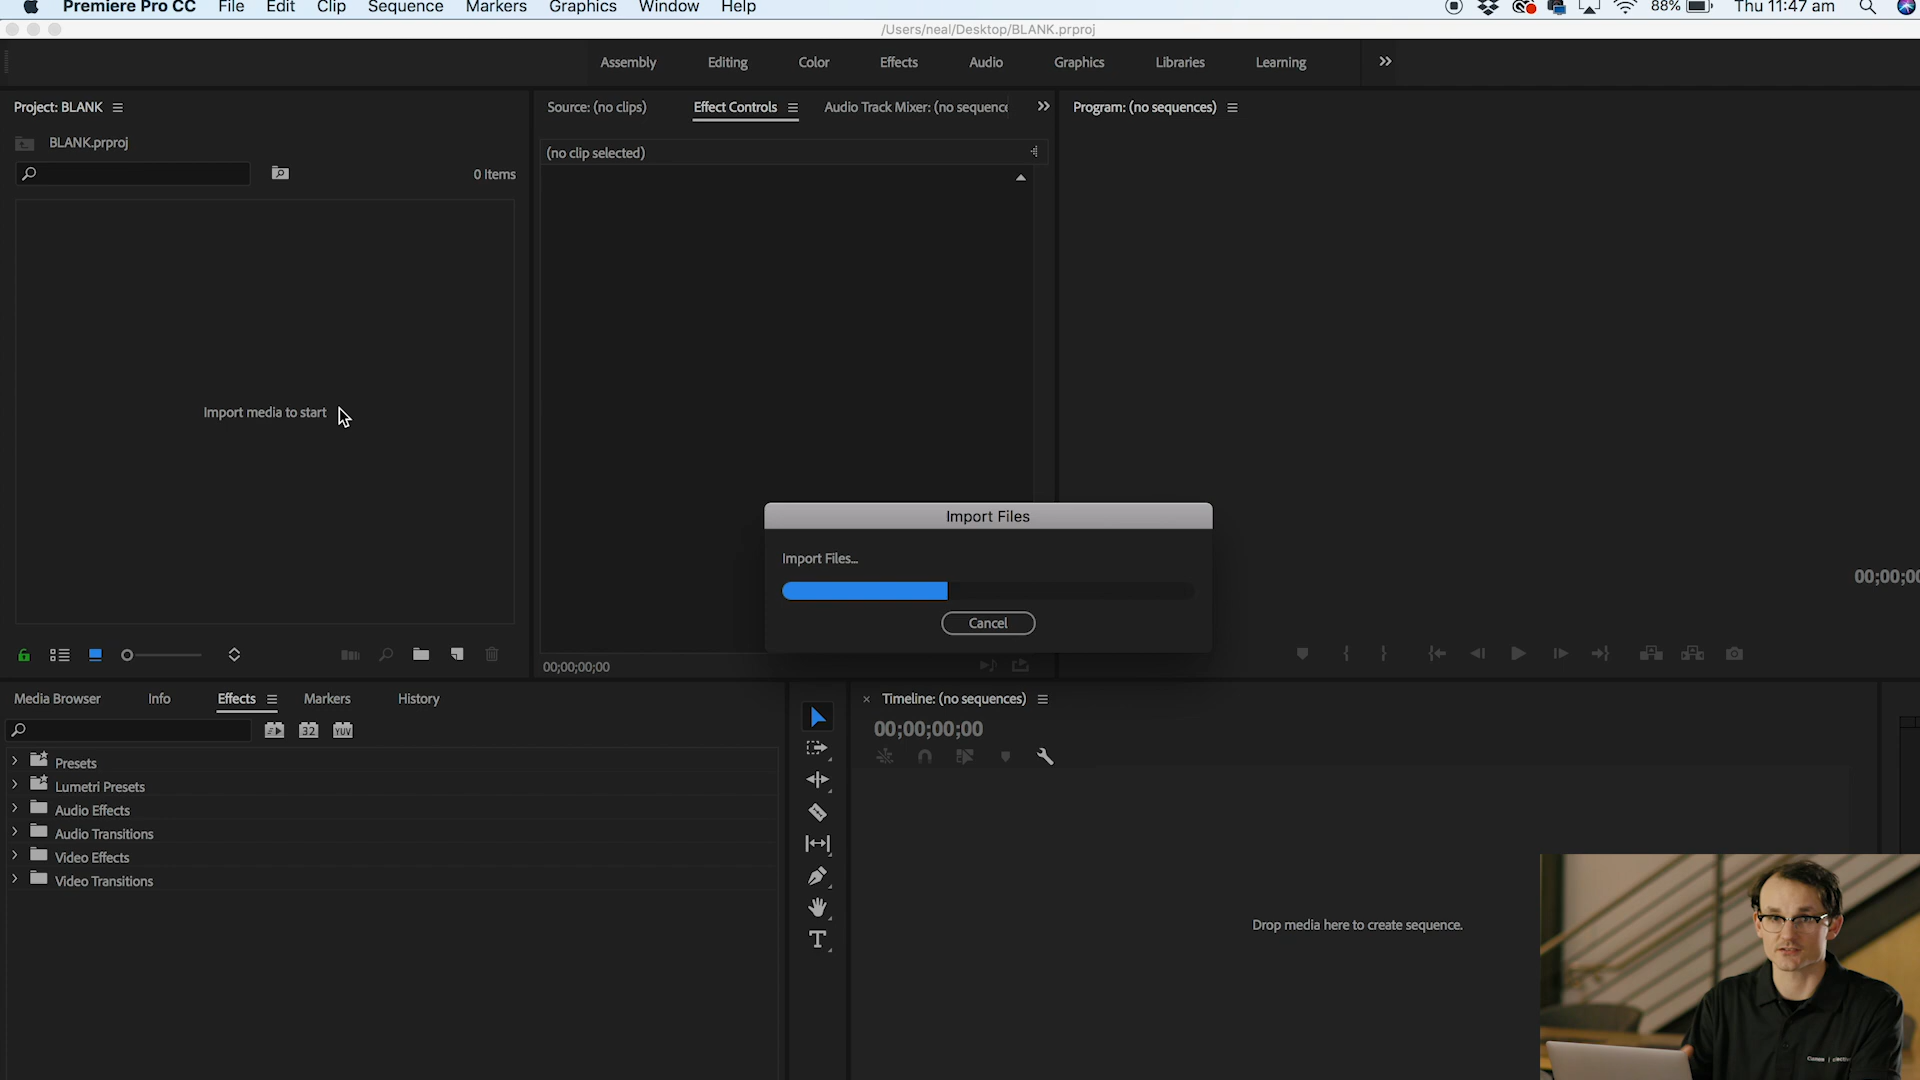 Premiere Pro CC File Edit Clip Sequence Markers Graphics Window Help 88% Thu 11:47 am
/Users/neal/Desktop/BLANK.prproj
Assembly Editing Color Effects Audio Graphics Libraries Learning
Project: BLANK
Source: (no clips) Effect Controls Audio Track Mixer: (no sequence
Program: (no sequences)
BLANK.prproj
(no clip selected)
0 Items
Import media to start
Import Files
Import Files...
Cancel
00;00;00
00;00;00;00
Media Browser Info Effects Markers History
32 YUV
Presets
Lumetri Presets
Audio Effects
Audio Transitions
Video Effects
Video Transitions
Timeline: (no sequences)
00;00;00;00
Drop media here to create sequence.